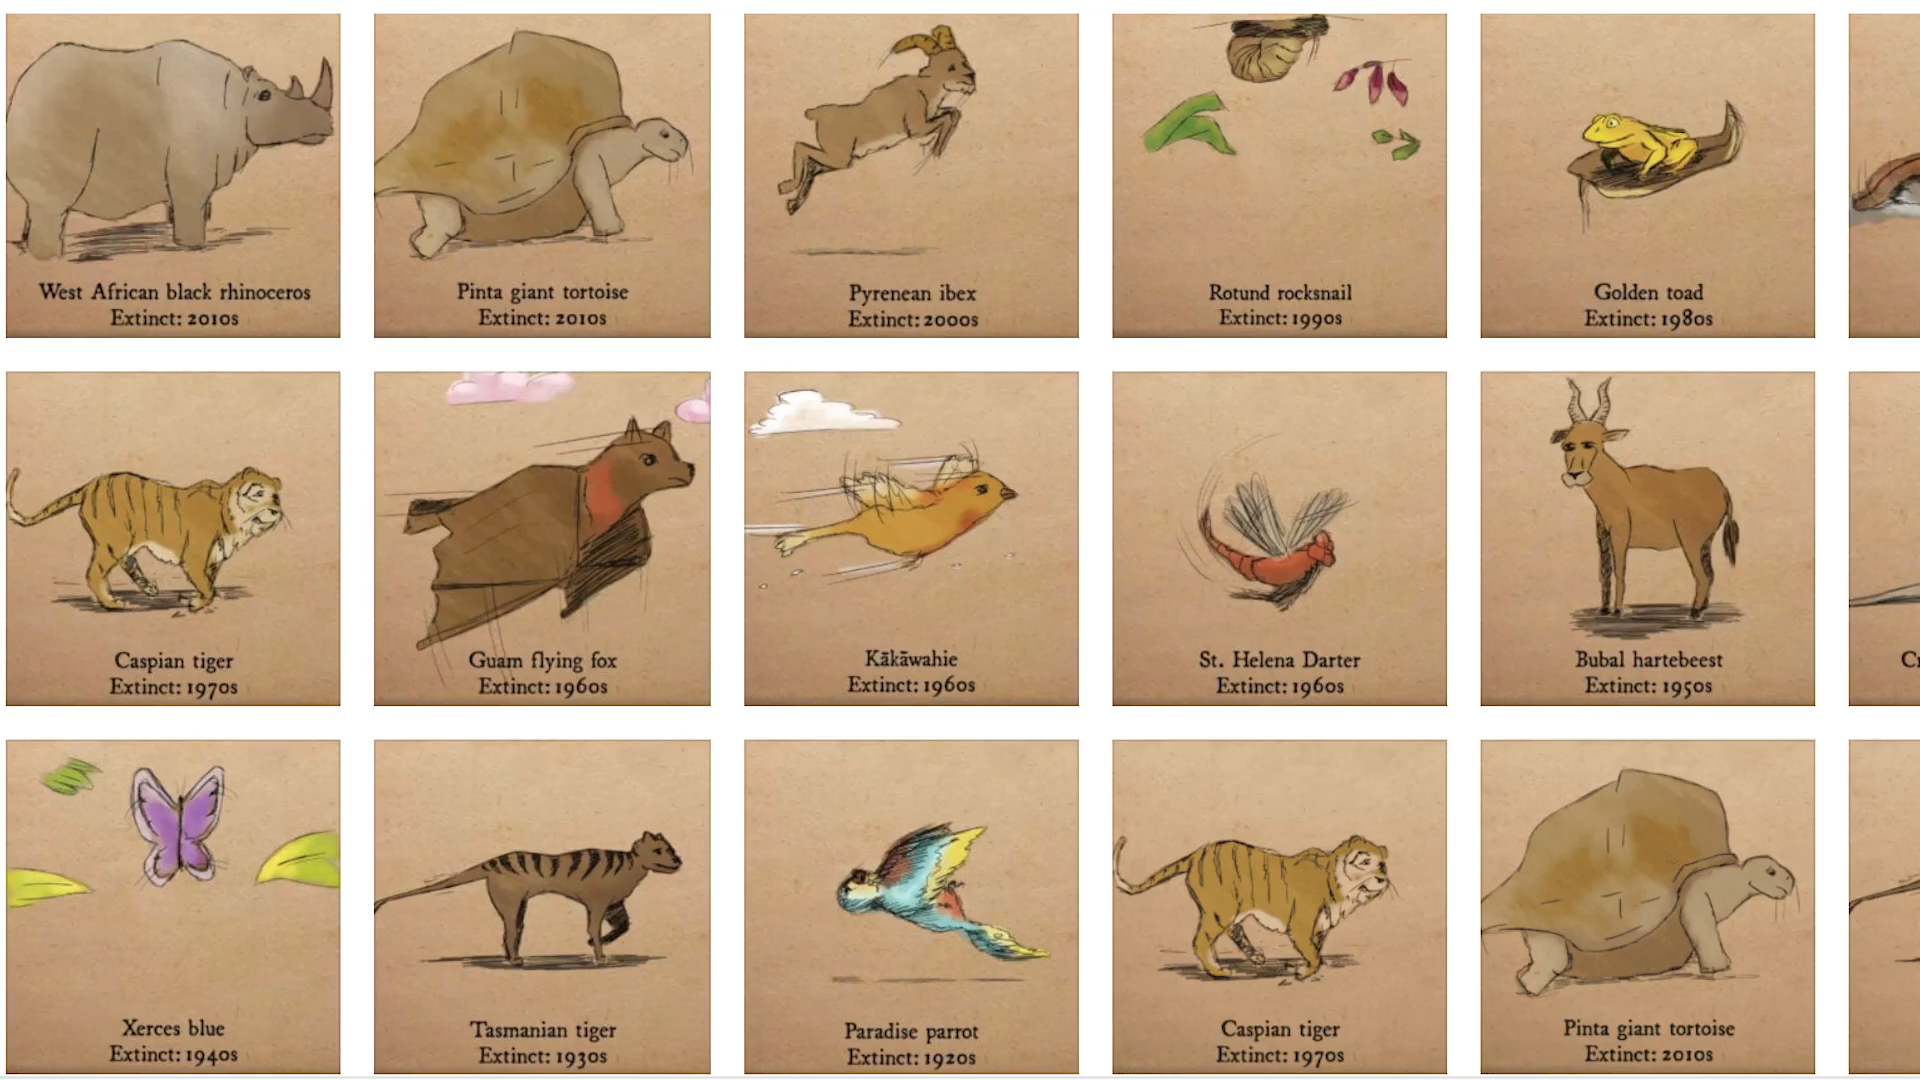 West African black rhinoceros
Extinct: 2010s
Pinta giant tortoise
Extinct: 2010s
Pyrenean ibex
Extinct: 2000s
Rotund rocksnail
Extinct: 1990s
Golden toad
Extinct: 1980s
Caspian tiger
Extinct: 1970s
Guam flying fox
Extinct: 1960s
Kākāwahie
Extinct: 1960s
St. Helena Darter
Extinct: 1960s
Bubal hartebeest
Extinct: 1950s
Xerces blue
Extinct: 1940s
Tasmanian tiger
Extinct: 1930s
Paradise parrot
Extinct: 1920s
Caspian tiger
Extinct: 1970s
Pinta giant tortoise
Extinct: 2010s